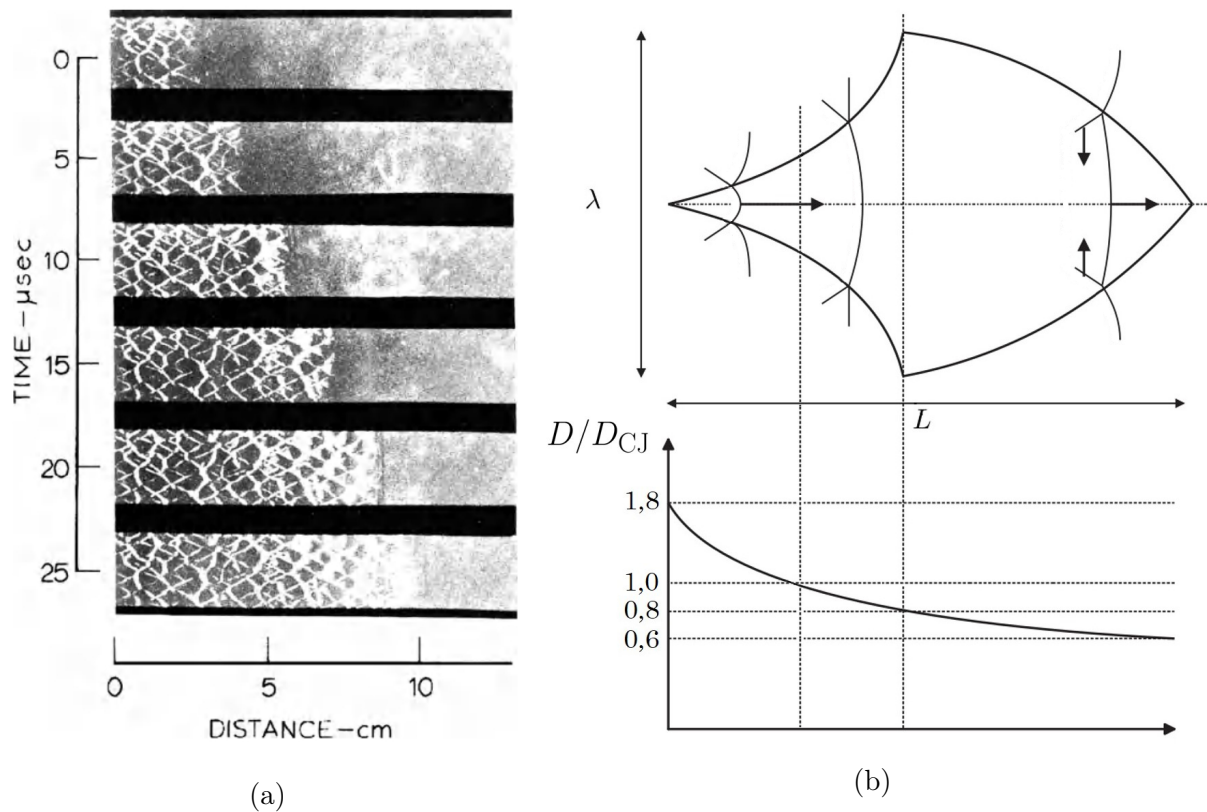 TIME–μsec
0
5
10
15
20
25
0 5 10
DISTANCE–cm
(a)
λ
L
D/D_CJ
1,8
1,0
0,8
0,6
(b)